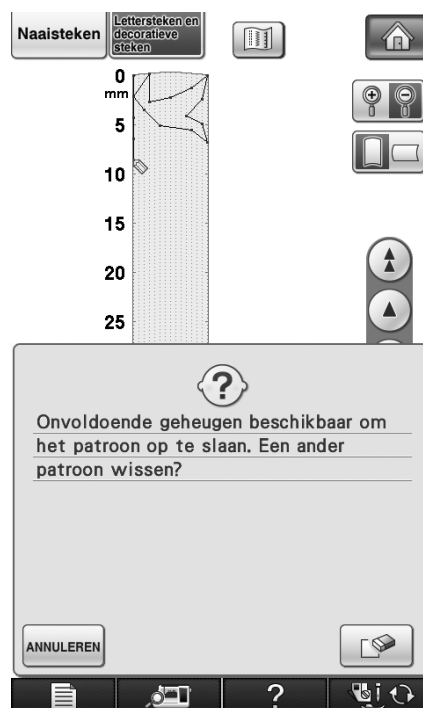 Naaisteken
Lettersteken en
decoratieve
steken
0
mm
5
10
15
20
25
?
Onvoldoende geheugen beschikbaar om
het patroon op te slaan. Een ander
patroon wissen?
ANNULEREN
?